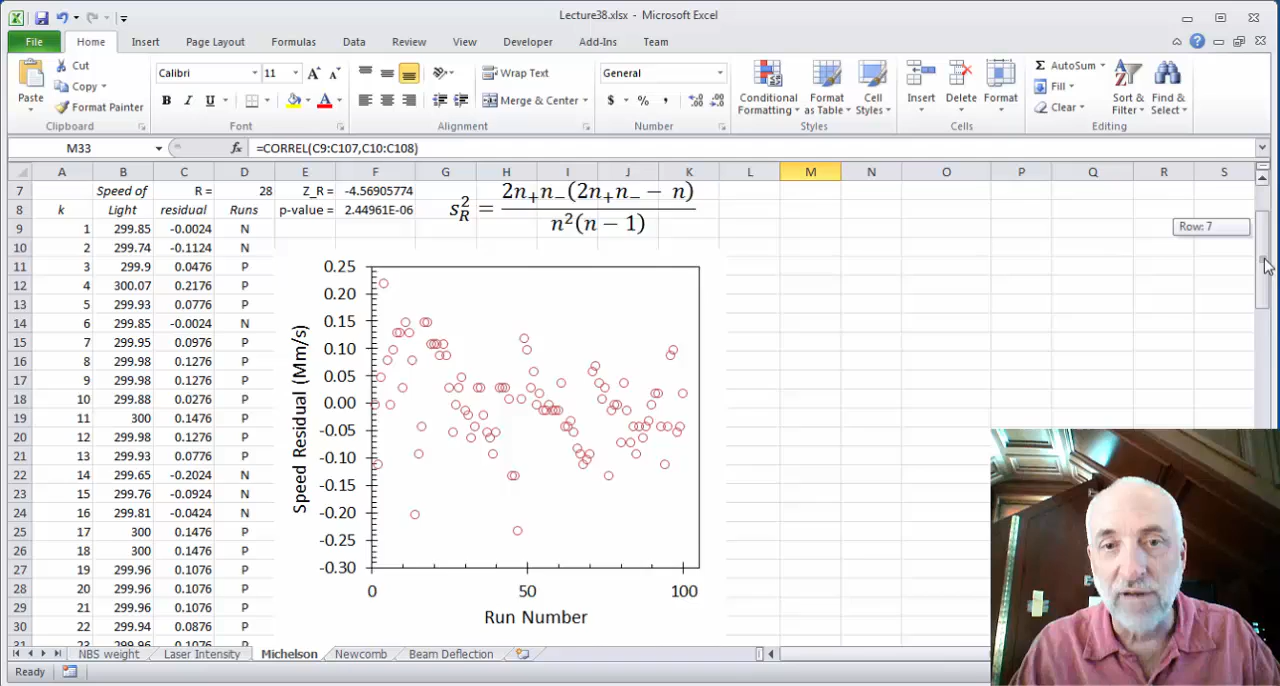 Lecture38.xlsx - Microsoft Excel
File Home Insert Page Layout Formulas Data Review View Developer Add-Ins Team
Paste Cut Copy Format Painter Clipboard
Calibri 11 B I U Font
Wrap Text Merge & Center Alignment
General $ % , Number
Conditional Formatting Format as Table Cell Styles Styles
Insert Delete Format Cells
AutoSum Fill Clear Sort & Filter Find & Select Editing
M33 fx =CORREL(C9:C107,C10:C108)
A B C D E F G H I J K L M N O P Q R S
7 Speed of R = 28 Z_R = -4.56905774
8 k Light residual Runs p-value = 2.44961E-06
s²_R = 2n₊n₋(2n₊n₋ − n) / n²(n − 1)
9 1 299.85 -0.0024 N
10 2 299.74 -0.1124 N
11 3 299.9 0.0476 P
12 4 300.07 0.2176 P
13 5 299.93 0.0776 P
14 6 299.85 -0.0024 N
15 7 299.95 0.0976 P
16 8 299.98 0.1276 P
17 9 299.98 0.1276 P
18 10 299.88 0.0276 P
19 11 300 0.1476 P
20 12 299.98 0.1276 P
21 13 299.93 0.0776 P
22 14 299.65 -0.2024 N
23 15 299.76 -0.0924 N
24 16 299.81 -0.0424 N
25 17 300 0.1476 P
26 18 300 0.1476 P
27 19 299.96 0.1076 P
28 20 299.96 0.1076 P
29 21 299.96 0.1076 P
30 22 299.94 0.0876 P
31 23 299.96 0.1076 P
Row: 7
Speed Residual (Mm/s)
0.25
0.20
0.15
0.10
0.05
0.00
-0.05
-0.10
-0.15
-0.20
-0.25
-0.30
0 50 100
Run Number
NBS weight Laser Intensity Michelson Newcomb Beam Deflection
Ready